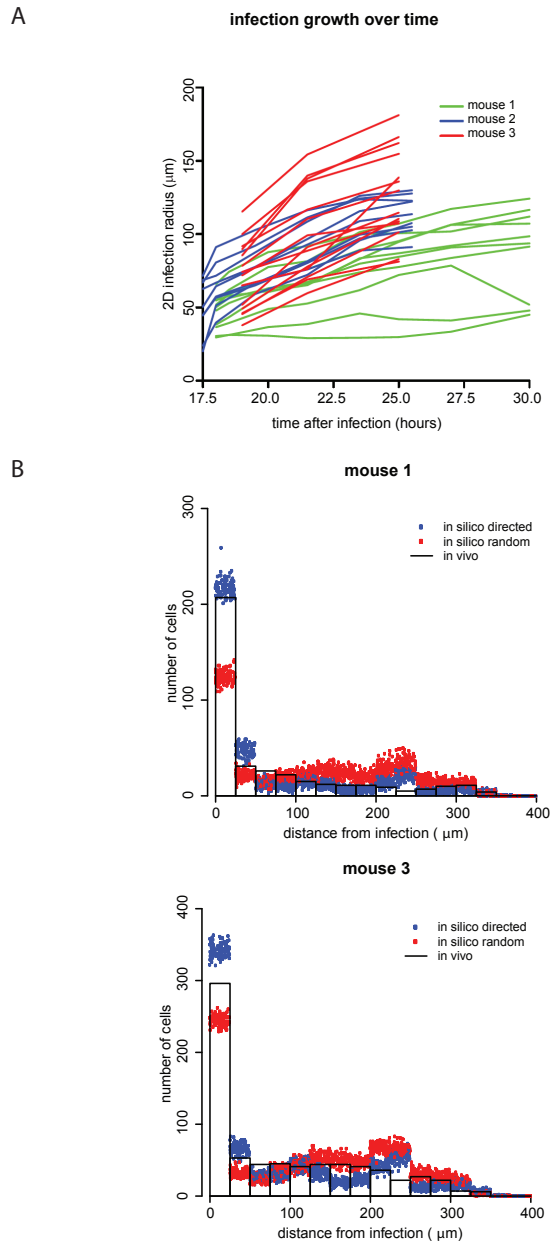 A
infection growth over time
200
150
100
50
0
2D infection radius (µm)
mouse 1
mouse 2
mouse 3
17.5 20.0 22.5 25.0 27.5 30.0
time after infection (hours)
B
mouse 1
300
200
100
0
number of cells
in silico directed
in silico random
in vivo
0 100 200 300 400
distance from infection ( µm)
mouse 3
400
300
200
100
0
number of cells
in silico directed
in silico random
in vivo
0 100 200 300 400
distance from infection ( µm)